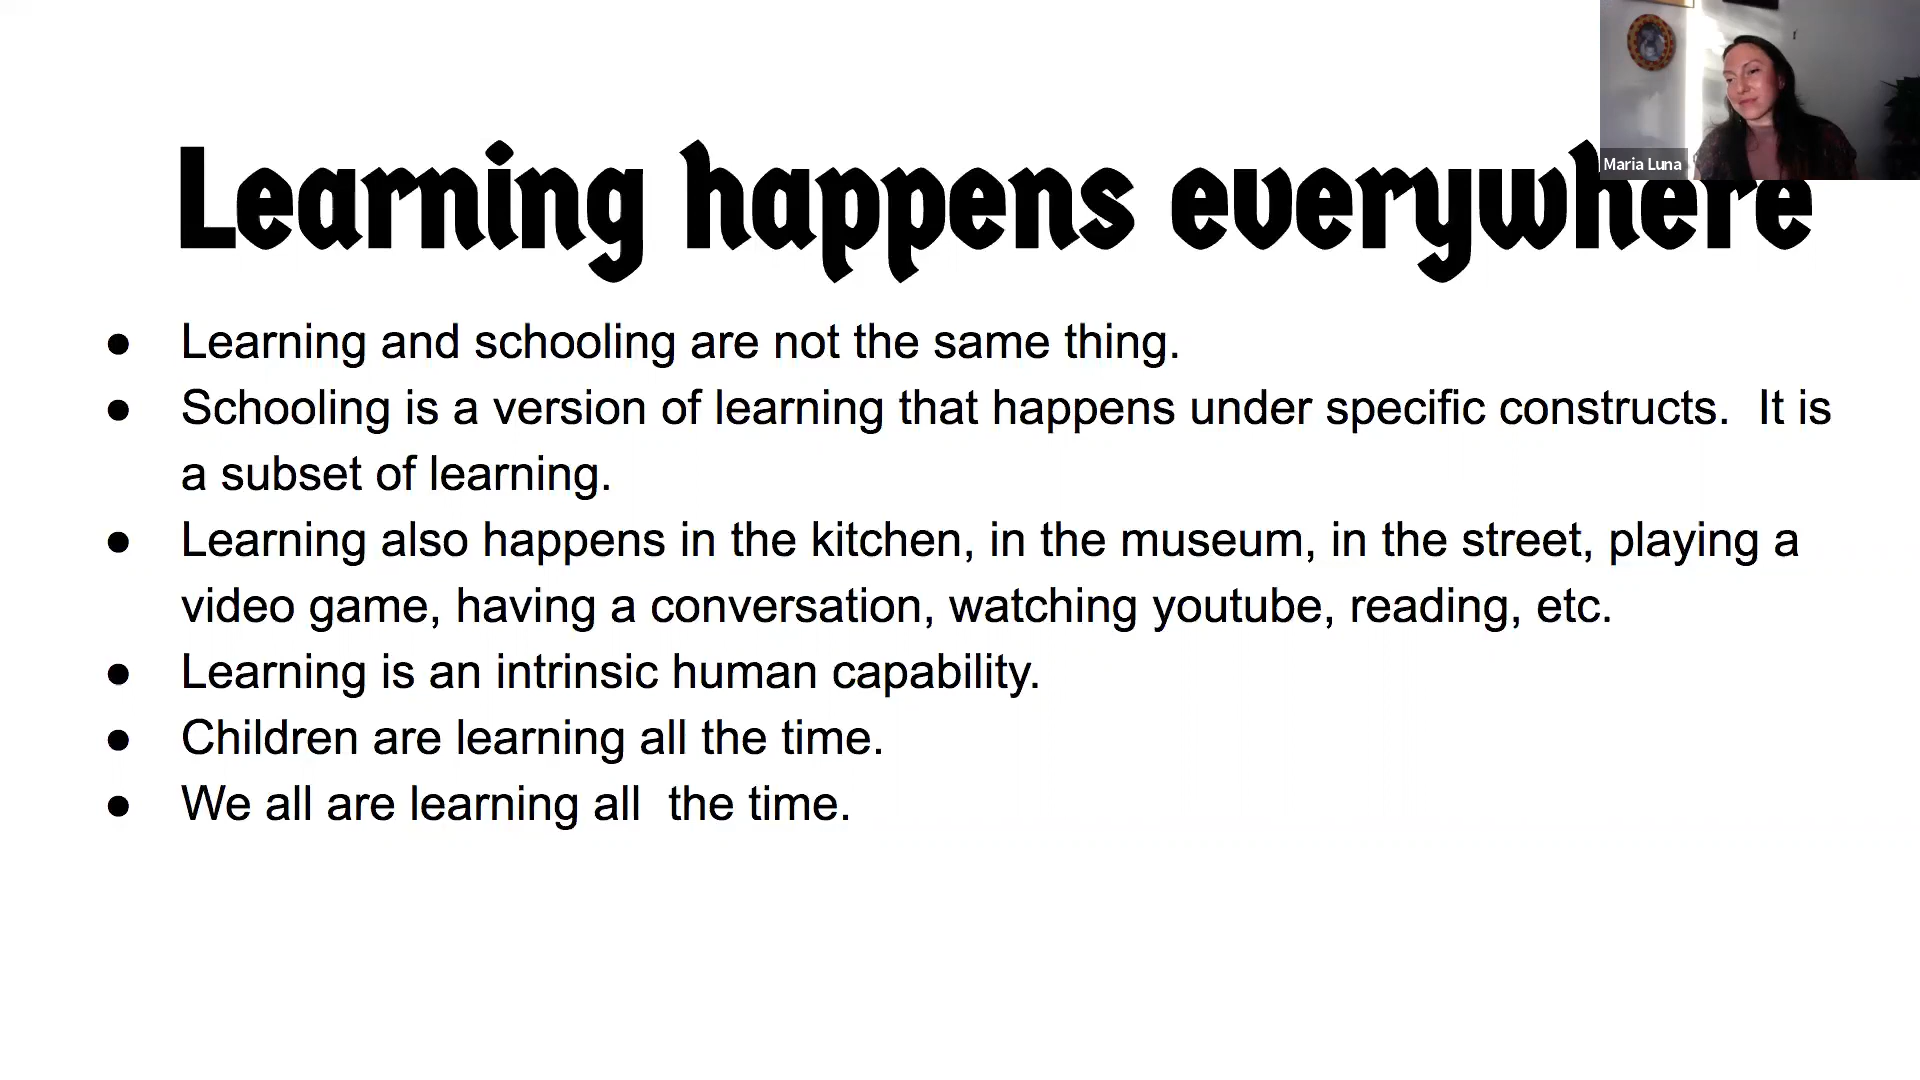 Maria Luna
Learning happens everywhere
● Learning and schooling are not the same thing.
● Schooling is a version of learning that happens under specific constructs.  It is
a subset of learning.
● Learning also happens in the kitchen, in the museum, in the street, playing a
video game, having a conversation, watching youtube, reading, etc.
● Learning is an intrinsic human capability.
● Children are learning all the time.
● We all are learning all  the time.